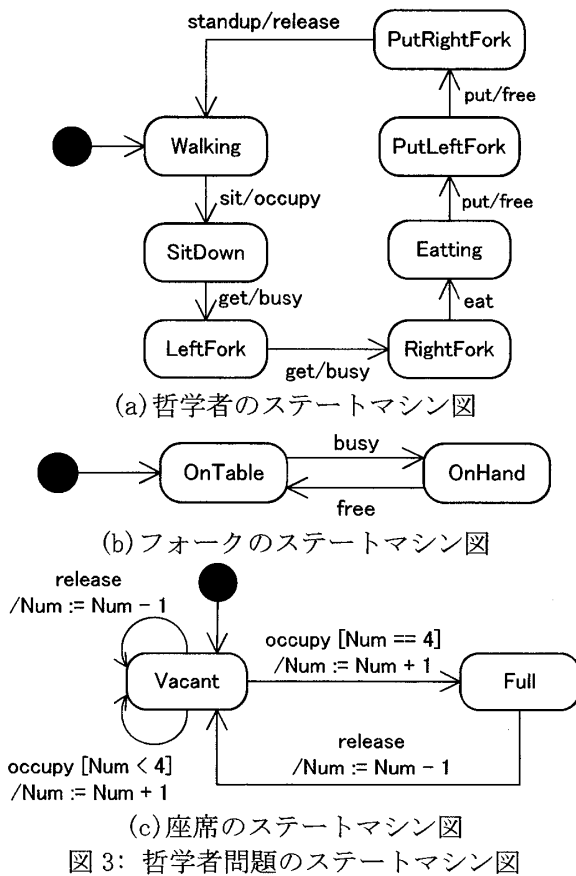 standup/release
PutRightFork
put/free
Walking
PutLeftFork
sit/occupy
put/free
SitDown
Eatting
get/busy
eat
LeftFork
RightFork
get/busy
(a)哲学者のステートマシン図
busy
OnTable
OnHand
free
(b)フォークのステートマシン図
release
/Num := Num − 1
occupy [Num == 4]
/Num := Num + 1
Vacant
Full
release
/Num := Num − 1
occupy [Num < 4]
/Num := Num + 1
(c)座席のステートマシン図
図 3: 哲学者問題のステートマシン図